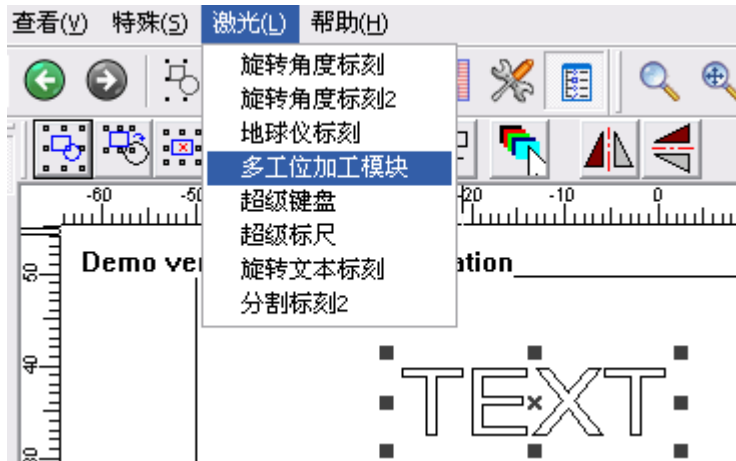 查看(V) 特殊(S) 激光(L) 帮助(H)
旋转角度标刻
旋转角度标刻2
地球仪标刻
多工位加工模块
超级键盘
超级标尺
旋转文本标刻
分割标刻2
-60 -20 -10 0
50
Demo ation
40
TEXT